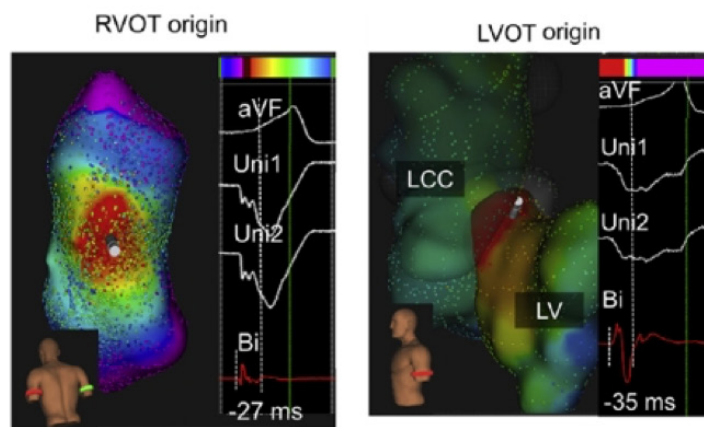 RVOT origin
aVF
Uni1
Uni2
Bi
-27 ms
LVOT origin
aVF
Uni1
LCC
Uni2
LV
Bi
-35 ms